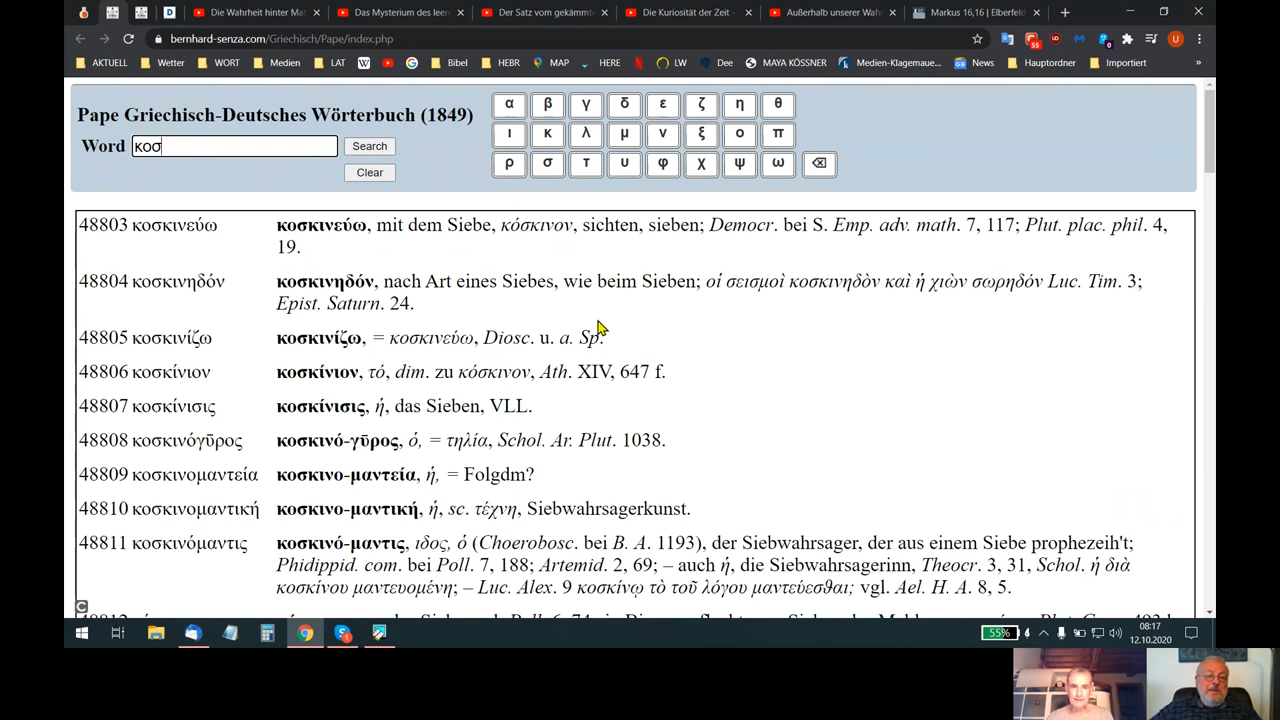 Die Wahrheit hinter Ma
Das Mysterium des leere
Der Satz vom gekämmte
Die Kuriosität der Zeit -
Außerhalb unserer Wah
Markus 16,16 | Elberfel
bernhard-senza.com/Griechisch/Pape/index.php
AKTUELL Wetter WORT Medien LAT Bibel HEBR MAP HERE LW Dee MAYA KÖSSNER Medien-Klagemaue... News Hauptordner Importiert »
Pape Griechisch-Deutsches Wörterbuch (1849)
Word κοσ Search
Clear
α β γ δ ε ζ η θ
ι κ λ μ ν ξ ο π
ρ σ τ υ φ χ ψ ω
48803 κοσκινεύω κοσκινεύω, mit dem Siebe, κόσκινον, sichten, sieben; Democr. bei S. Emp. adv. math. 7, 117; Plut. plac. phil. 4,
19.
48804 κοσκινηδόν κοσκινηδόν, nach Art eines Siebes, wie beim Sieben; οἱ σεισμοὶ κοσκινηδὸν καὶ ἡ χιὼν σωρηδόν Luc. Tim. 3;
Epist. Saturn. 24.
48805 κοσκινίζω κοσκινίζω, = κοσκινεύω, Diosc. u. a. Sp.
48806 κοσκίνιον κοσκίνιον, τό, dim. zu κόσκινον, Ath. XIV, 647 f.
48807 κοσκίνισις κοσκίνισις, ἡ, das Sieben, VLL.
48808 κοσκινόγῡρος κοσκινό-γῡρος, ὁ, = τηλία, Schol. Ar. Plut. 1038.
48809 κοσκινομαντεία κοσκινο-μαντεία, ἡ, = Folgdm?
48810 κοσκινομαντική κοσκινο-μαντική, ἡ, sc. τέχνη, Siebwahrsagerkunst.
48811 κοσκινόμαντις κοσκινό-μαντις, ιδος, ὁ (Choerobosc. bei B. A. 1193), der Siebwahrsager, der aus einem Siebe prophezeih't;
Phidippid. com. bei Poll. 7, 188; Artemid. 2, 69; – auch ἡ, die Siebwahrsagerinn, Theocr. 3, 31, Schol. ἡ διὰ
κοσκίνου μαντευομένη; – Luc. Alex. 9 κοσκίνῳ τὸ τοῦ λόγου μαντεύεσθαι; vgl. Ael. H. A. 8, 5.
55% 08:17
12.10.2020